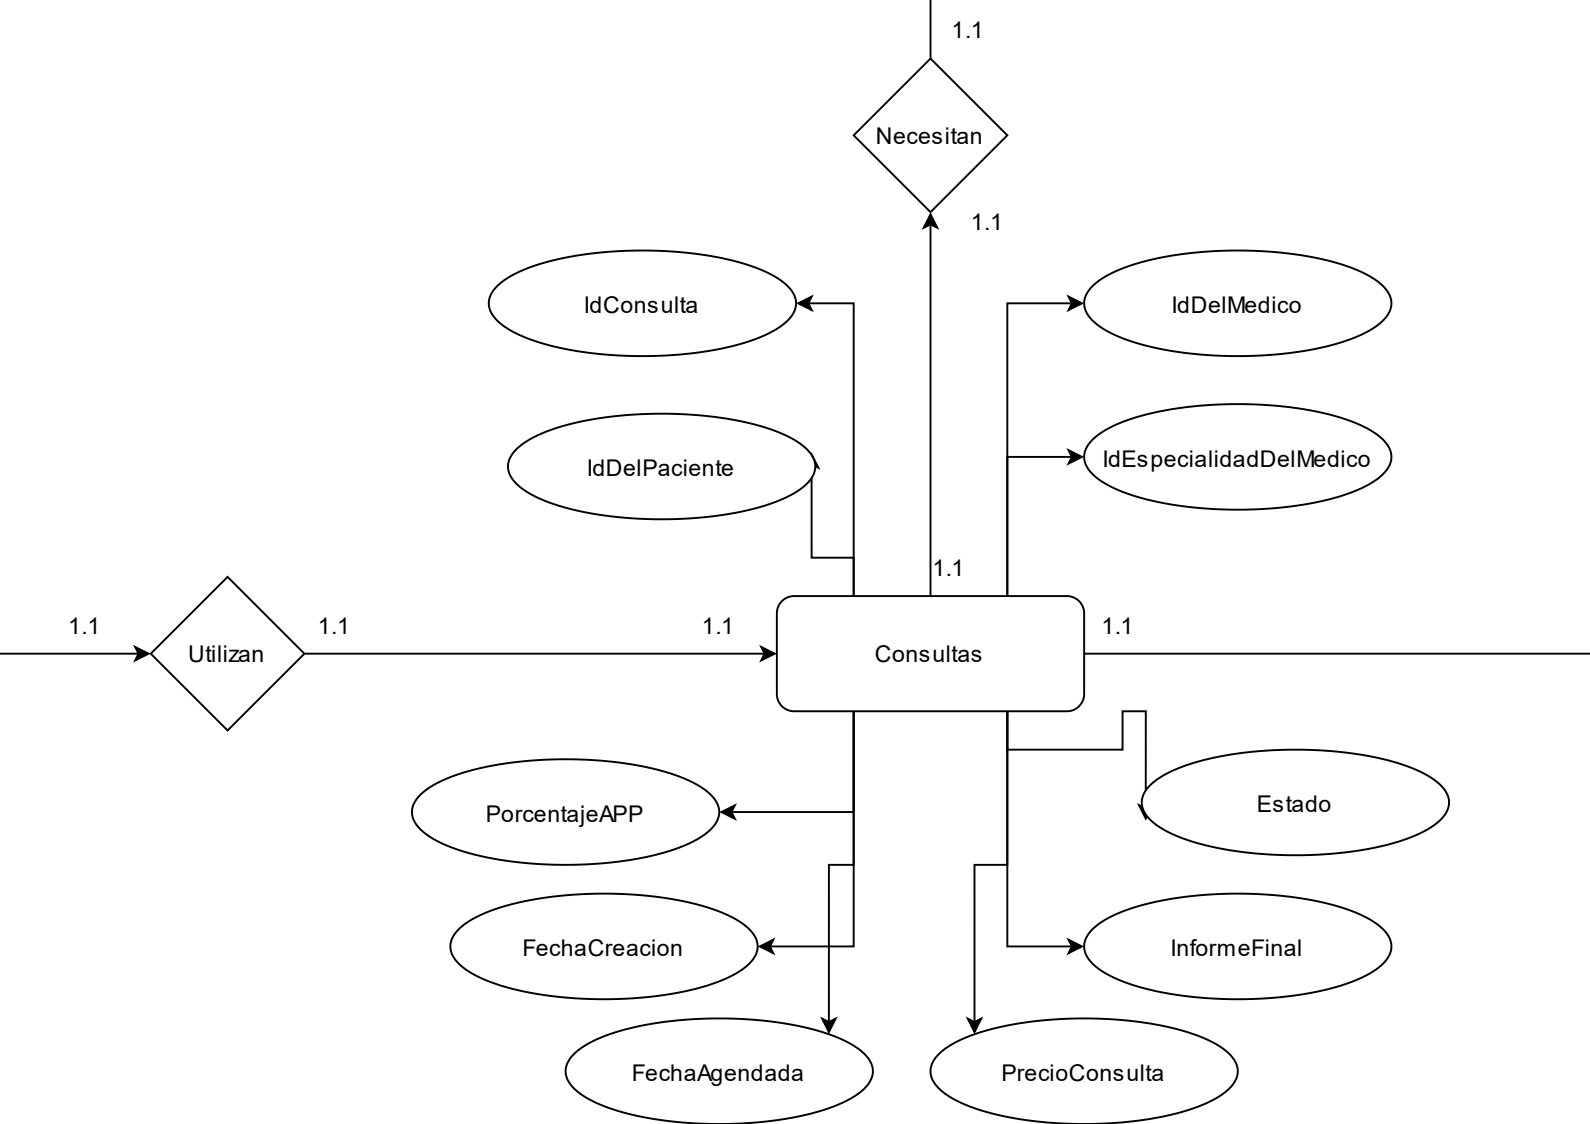 1.1
Necesitan
1.1
IdConsulta
IdDelMedico
IdDelPaciente
IdEspecialidadDelMedico
1.1
1.1
1.1
1.1
1.1
Utilizan
Consultas
PorcentajeAPP
Estado
FechaCreacion
InformeFinal
FechaAgendada
PrecioConsulta